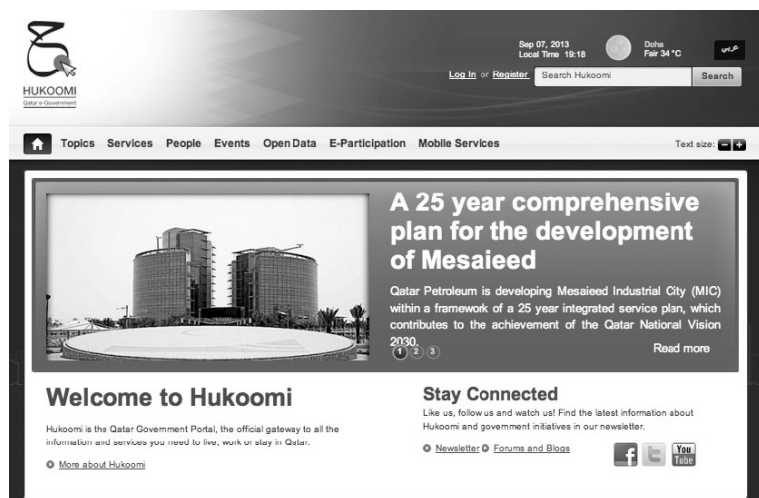 HUKOOMI
Qatar e-Government
Sep 07, 2013
Local Time 19:18
Doha
Fair 34 °C
عربي
Log In or Register
Search Hukoomi
Search
Topics Services People Events Open Data E-Participation Mobile Services
Text size:
A 25 year comprehensive
plan for the development
of Mesaieed
Qatar Petroleum is developing Mesaieed Industrial City (MIC)
within a framework of a 25 year integrated service plan, which
contributes to the achievement of the Qatar National Vision
2030.
1 2 3
Read more
Welcome to Hukoomi
Hukoomi is the Qatar Government Portal, the official gateway to all the
information and services you need to live, work or stay in Qatar.
More about Hukoomi
Stay Connected
Like us, follow us and watch us! Find the latest information about
Hukoomi and government initiatives in our newsletter.
Newsletter Forums and Blogs
f t You
Tube